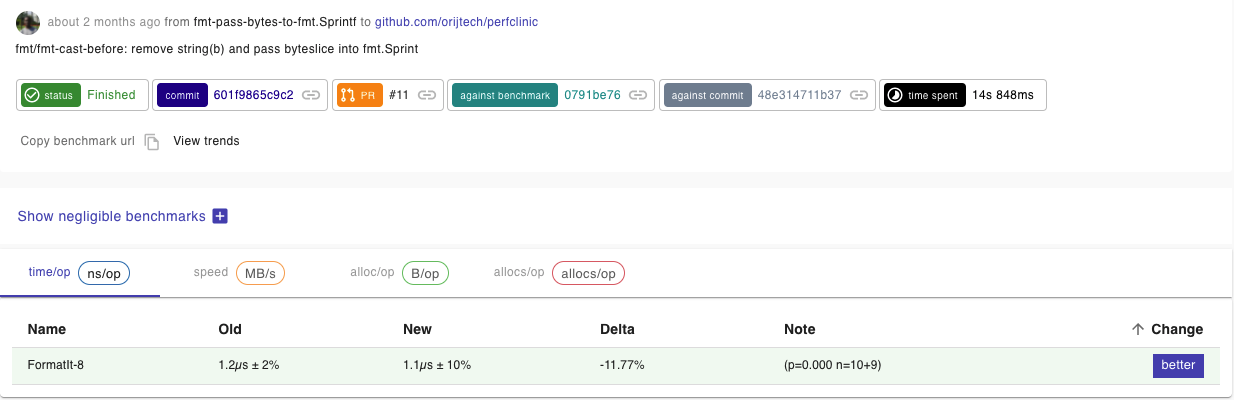 about 2 months ago from fmt-pass-bytes-to-fmt.Sprintf to github.com/orijtech/perfclinic
fmt/fmt-cast-before: remove string(b) and pass byteslice into fmt.Sprint
status Finished commit 601f9865c9c2 PR #11 against benchmark 0791be76 against commit 48e314711b37 time spent 14s 848ms
Copy benchmark url View trends
Show negligible benchmarks
time/op ns/op speed MB/s alloc/op B/op allocs/op allocs/op
Name Old New Delta Note Change
FormatIt-8 1.2µs ± 2% 1.1µs ± 10% -11.77% (p=0.000 n=10+9) better